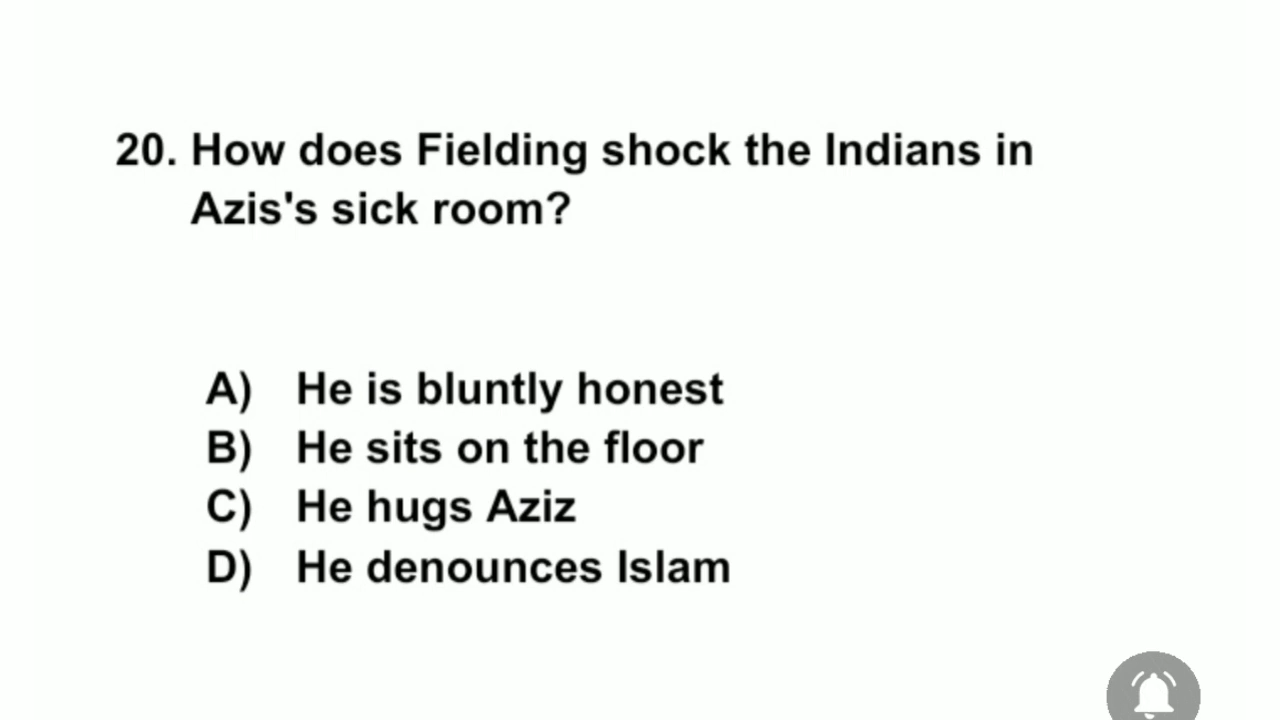 20. How does Fielding shock the Indians in
Azis's sick room?
A) He is bluntly honest
B) He sits on the floor
C) He hugs Aziz
D) He denounces Islam